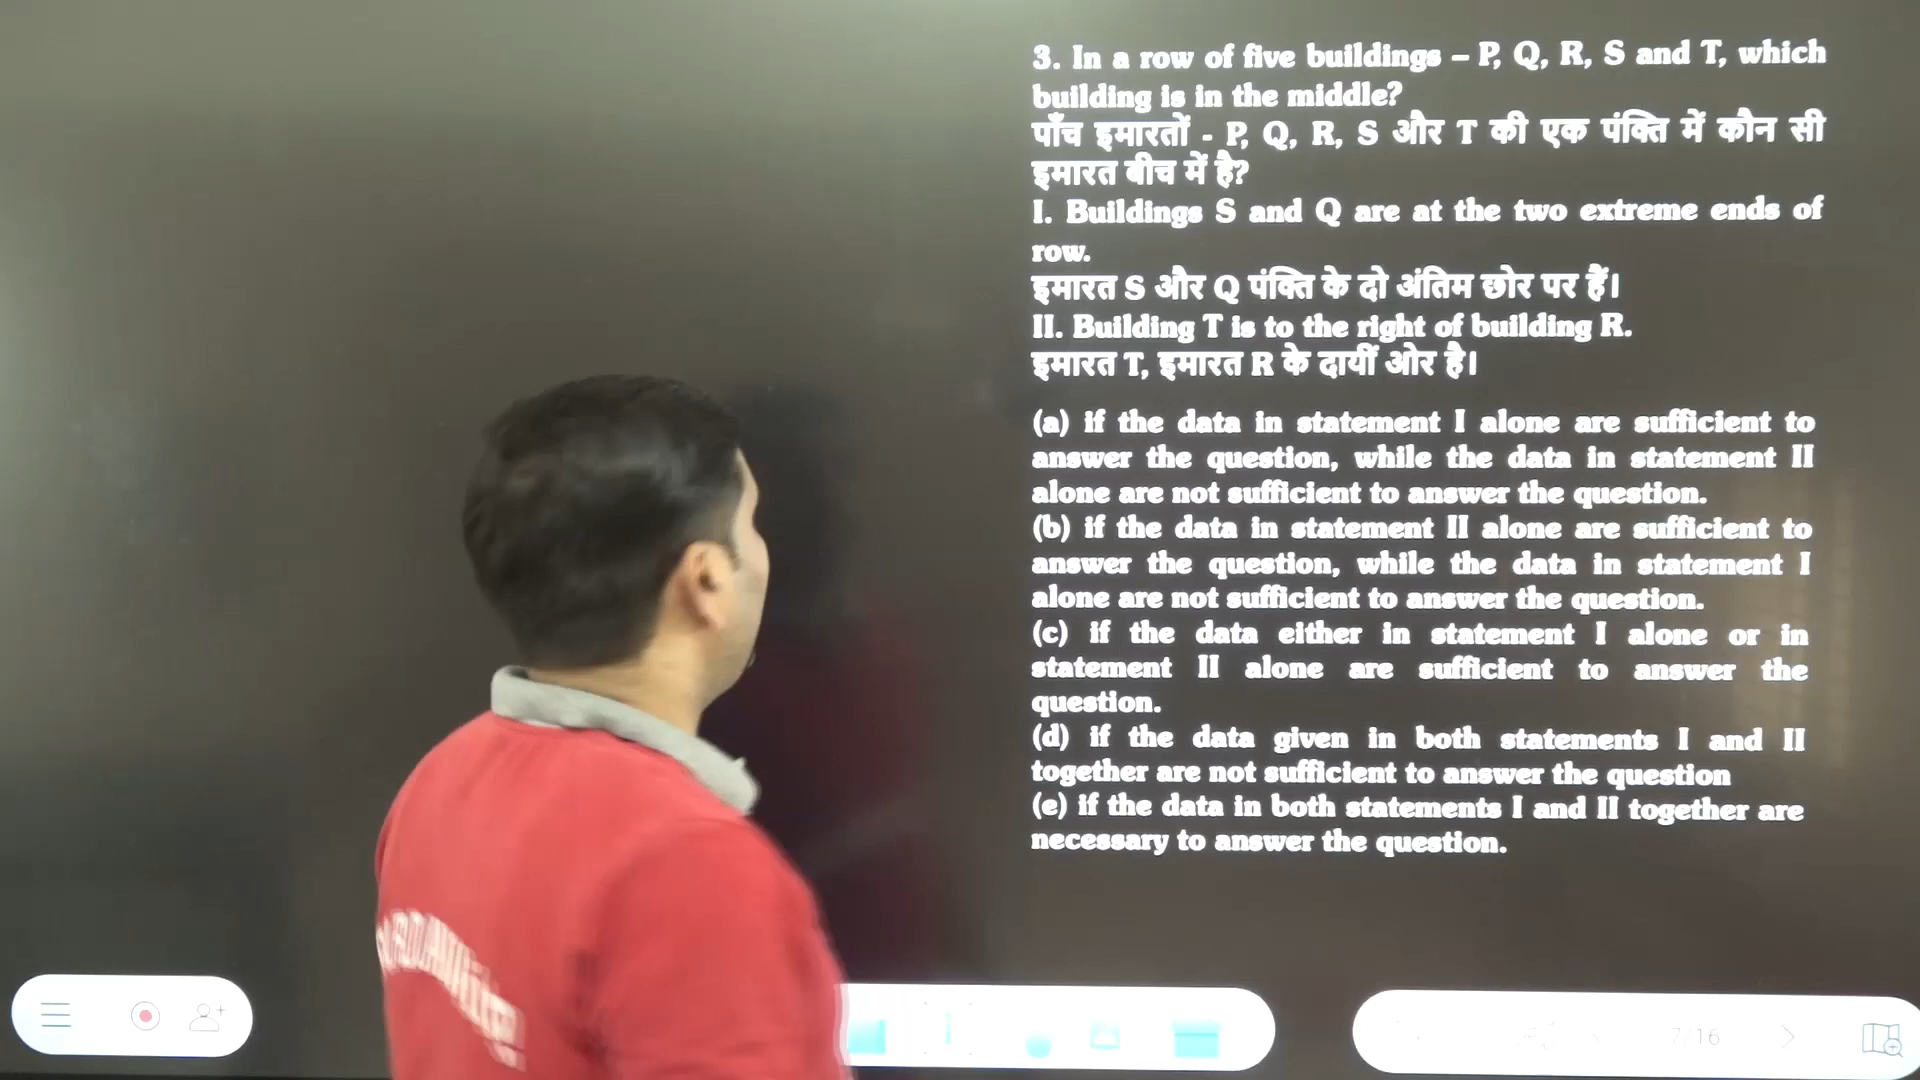 3. In a row of five buildings – P, Q, R, S and T, which
building is in the middle?
पाँच इमारतों - P, Q, R, S और T की एक पंक्ति में कौन सी
इमारत बीच में है?
I. Buildings S and Q are at the two extreme ends of
row.
इमारत S और Q पंक्ति के दो अंतिम छोर पर हैं।
II. Building T is to the right of building R.
इमारत T, इमारत R के दायीं ओर है।
(a) if the data in statement I alone are sufficient to
answer the question, while the data in statement II
alone are not sufficient to answer the question.
(b) if the data in statement II alone are sufficient to
answer the question, while the data in statement I
alone are not sufficient to answer the question.
(c) if the data either in statement I alone or in
statement II alone are sufficient to answer the
question.
(d) if the data given in both statements I and II
together are not sufficient to answer the question
(e) if the data in both statements I and II together are
necessary to answer the question.
7/16